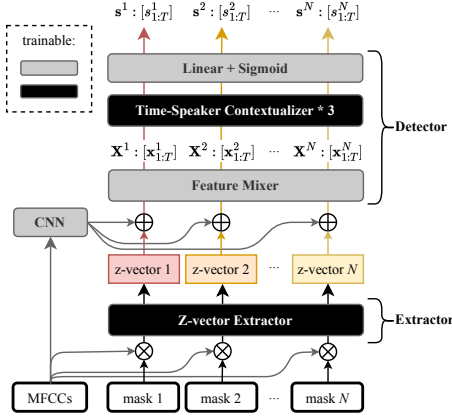 s¹ : [s¹₁:T] s² : [s²₁:T] ... sᴺ : [sᴺ₁:T]
trainable:
Linear + Sigmoid
Time-Speaker Contextualizer * 3
Detector
X¹ : [x¹₁:T] X² : [x²₁:T] ... Xᴺ : [xᴺ₁:T]
Feature Mixer
CNN
z-vector 1 z-vector 2 ... z-vector N
Z-vector Extractor
Extractor
MFCCs mask 1 mask 2 ... mask N